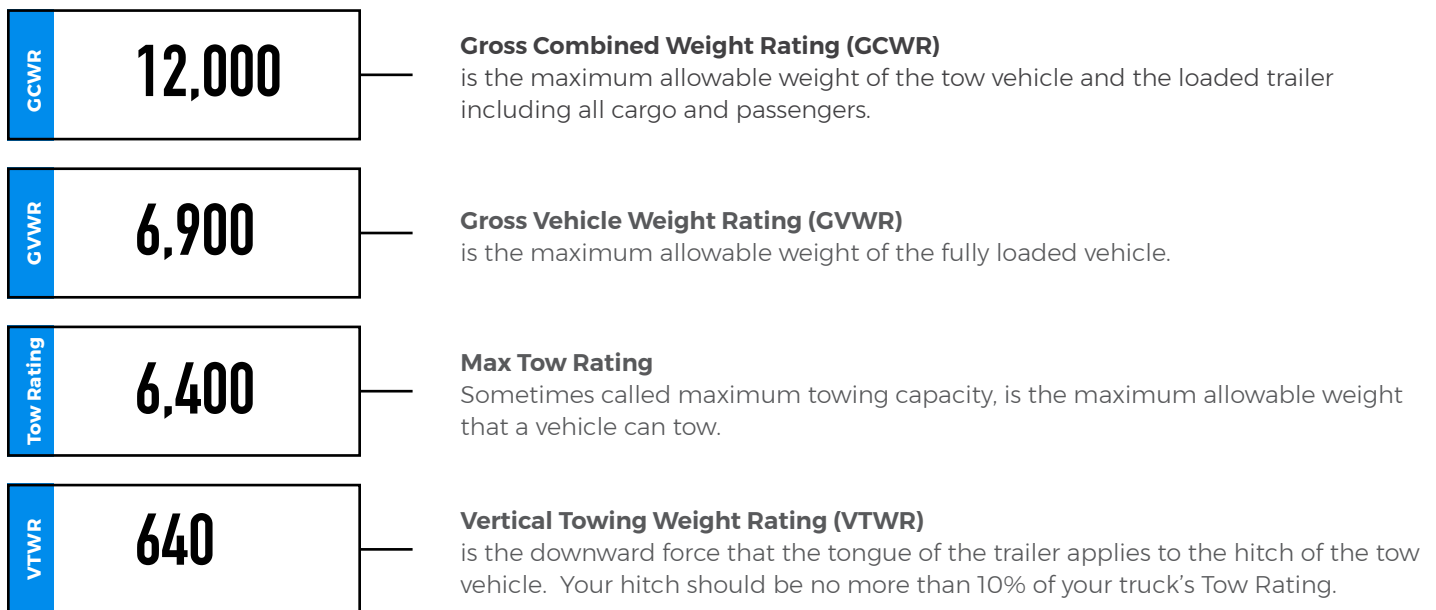 GCWR
12,000
Gross Combined Weight Rating (GCWR)
is the maximum allowable weight of the tow vehicle and the loaded trailer
including all cargo and passengers.
GVWR
6,900
Gross Vehicle Weight Rating (GVWR)
is the maximum allowable weight of the fully loaded vehicle.
Tow Rating
6,400
Max Tow Rating
Sometimes called maximum towing capacity, is the maximum allowable weight
that a vehicle can tow.
VTWR
640
Vertical Towing Weight Rating (VTWR)
is the downward force that the tongue of the trailer applies to the hitch of the tow
vehicle.  Your hitch should be no more than 10% of your truck's Tow Rating.